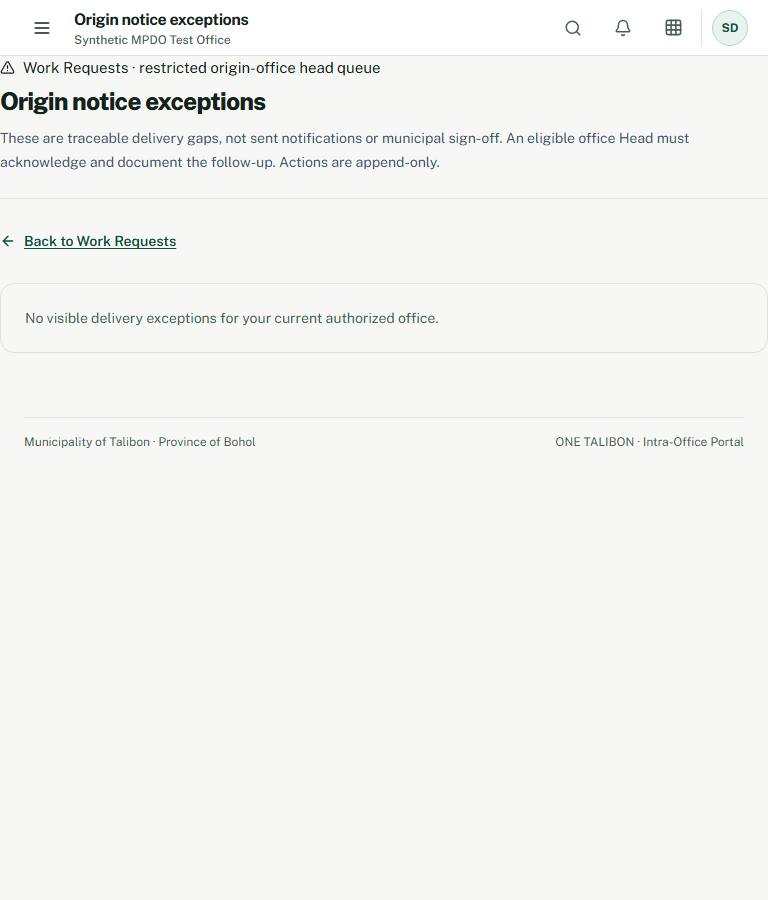 Origin notice exceptions
Synthetic MPDO Test Office
SD
Work Requests · restricted origin-office head queue
Origin notice exceptions
These are traceable delivery gaps, not sent notifications or municipal sign-off. An eligible office Head must
acknowledge and document the follow-up. Actions are append-only.
Back to Work Requests
No visible delivery exceptions for your current authorized office.
Municipality of Talibon · Province of Bohol
ONE TALIBON · Intra-Office Portal